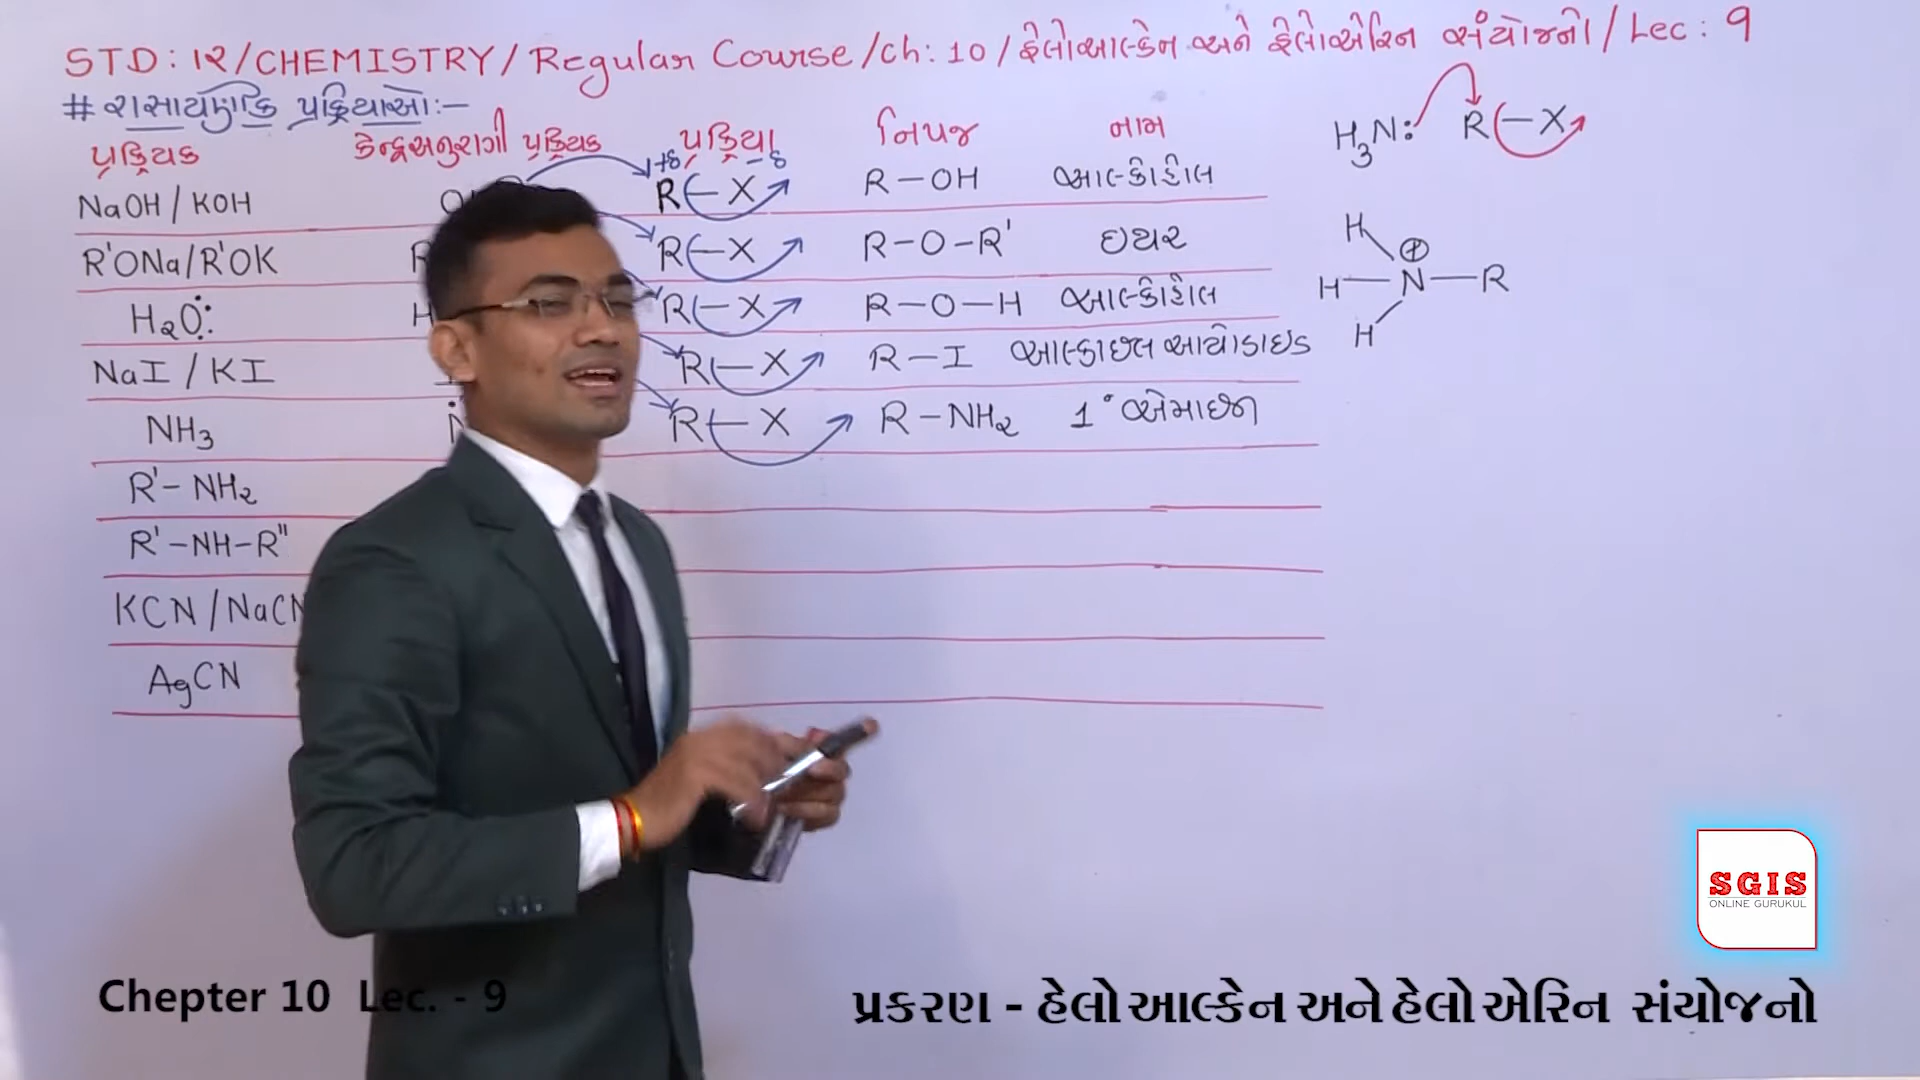 STD: ૧૨/CHEMISTRY/Regular Course/ch: 10/હેલોઆલ્કેન અને હેલોએરિન સંયોજનો/Lec: 9
# રાસાયણિક પ્રક્રિયાઓ:-
પ્રક્રિયક કેન્દ્રઅનુરાગી પ્રક્રિયક પ્રક્રિયા નિપજ નામ
NaOH / KOH +δ -δ R-X R-OH આલ્કોહોલ
R'ONa/R'OK R-X R-O-R' ઇથર
H₂O: R-X R-O-H આલ્કોહોલ
NaI / KI R-X R-I આલ્કાઇલ આયોડાઇડ
NH₃ R-X R-NH₂ 1° એમાઇન
R'-NH₂
R'-NH-R"
KCN/NaCN
AgCN
H₃N: R-X
H
⊕
H-N-R
H
SGIS
ONLINE GURUKUL
Chepter 10 Lec. - 9
પ્રકરણ - હેલોઆલ્કેન અને હેલોએરિન સંયોજનો